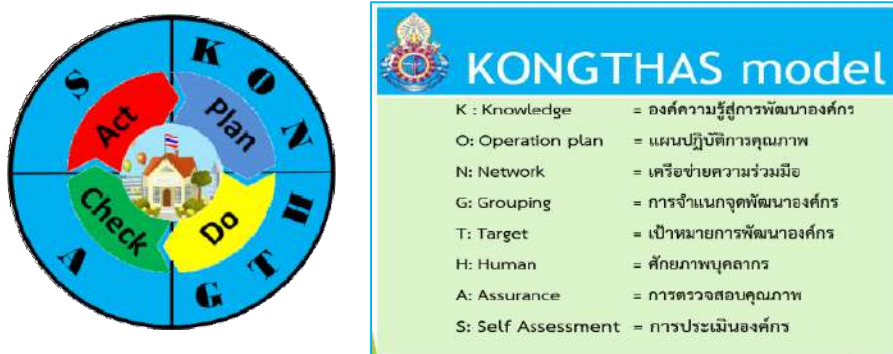 S
K
O
N
H
T
G
A
Act
Plan
Check
Do
KONGTHAS model
K : Knowledge = องค์ความรู้สู่การพัฒนาองค์กร
O: Operation plan = แผนปฏิบัติการคุณภาพ
N: Network = เครือข่ายความร่วมมือ
G: Grouping = การจำแนกจุดพัฒนาองค์กร
T: Target = เป้าหมายการพัฒนาองค์กร
H: Human = ศักยภาพบุคลากร
A: Assurance = การตรวจสอบคุณภาพ
S: Self Assessment = การประเมินองค์กร